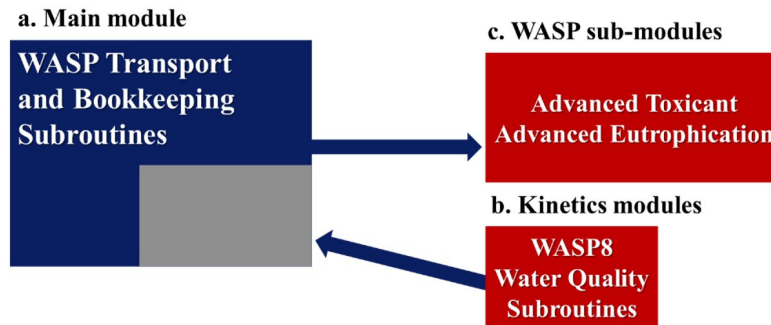 a. Main module
WASP Transport
and Bookkeeping
Subroutines
c. WASP sub-modules
Advanced Toxicant
Advanced Eutrophication
b. Kinetics modules
WASP8
Water Quality
Subroutines